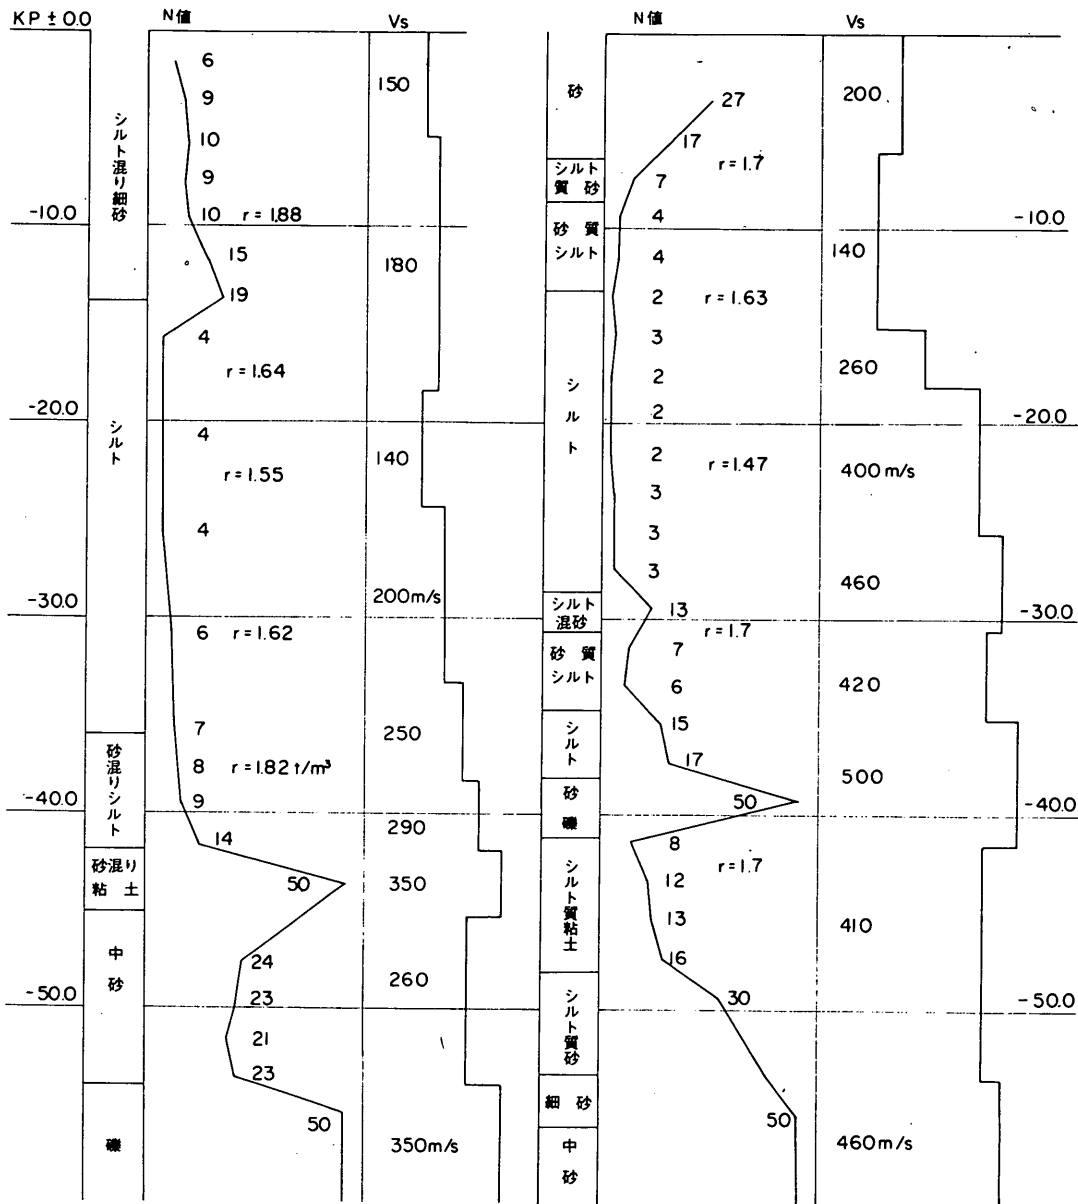 KP ± 0.0
N値
Vs
シルト混り細砂
シルト
砂混りシルト
砂混り
粘土
中砂
礫
-10.0
-20.0
-30.0
-40.0
-50.0
6
9
10
9
10
r = 1.88
15
19
4
r = 1.64
4
r = 1.55
4
6
r = 1.62
7
8
r = 1.82 t/m³
9
14
50
24
23
21
23
50
150
180
140
200m/s
250
290
350
260
350m/s
N値
Vs
砂
シルト
質砂
砂質
シルト
シルト
シルト
混砂
砂質
シルト
シルト
砂礫
シルト質粘土
シルト質砂
細砂
中砂
27
17
r = 1.7
7
4
4
2
r = 1.63
3
2
2
2
r = 1.47
3
3
3
13
r = 1.7
7
6
15
17
50
8
r = 1.7
12
13
16
30
50
200
140
260
400m/s
460
420
500
410
460m/s
-10.0
-20.0
-30.0
-40.0
-50.0